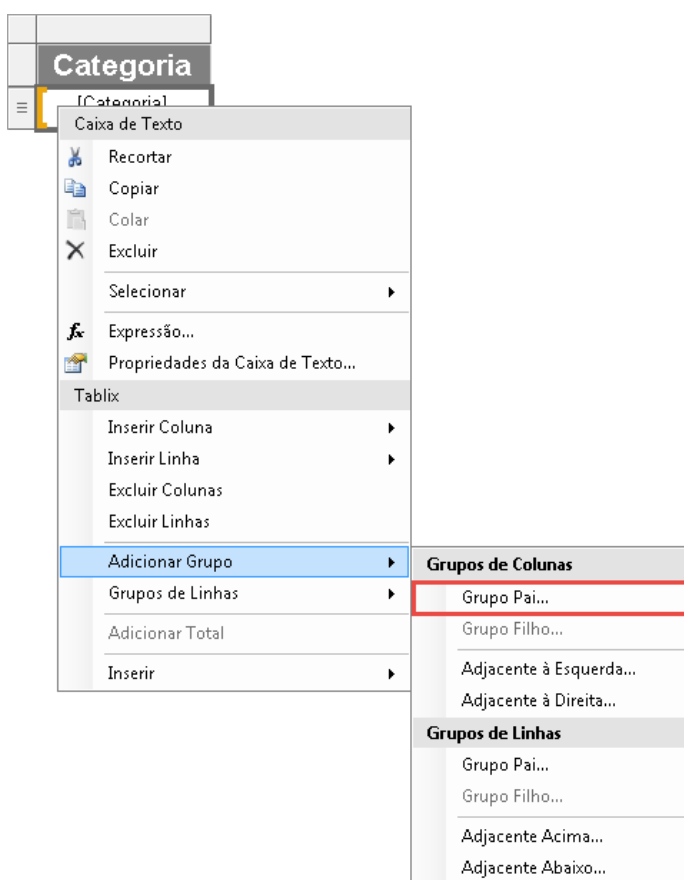 Categoria
[Categoria]
Caixa de Texto
Recortar
Copiar
Colar
Excluir
Selecionar
fx Expressão...
Propriedades da Caixa de Texto...
Tablix
Inserir Coluna
Inserir Linha
Excluir Colunas
Excluir Linhas
Adicionar Grupo
Grupos de Linhas
Adicionar Total
Inserir
Grupos de Colunas
Grupo Pai...
Grupo Filho...
Adjacente à Esquerda...
Adjacente à Direita...
Grupos de Linhas
Grupo Pai...
Grupo Filho...
Adjacente Acima...
Adjacente Abaixo...